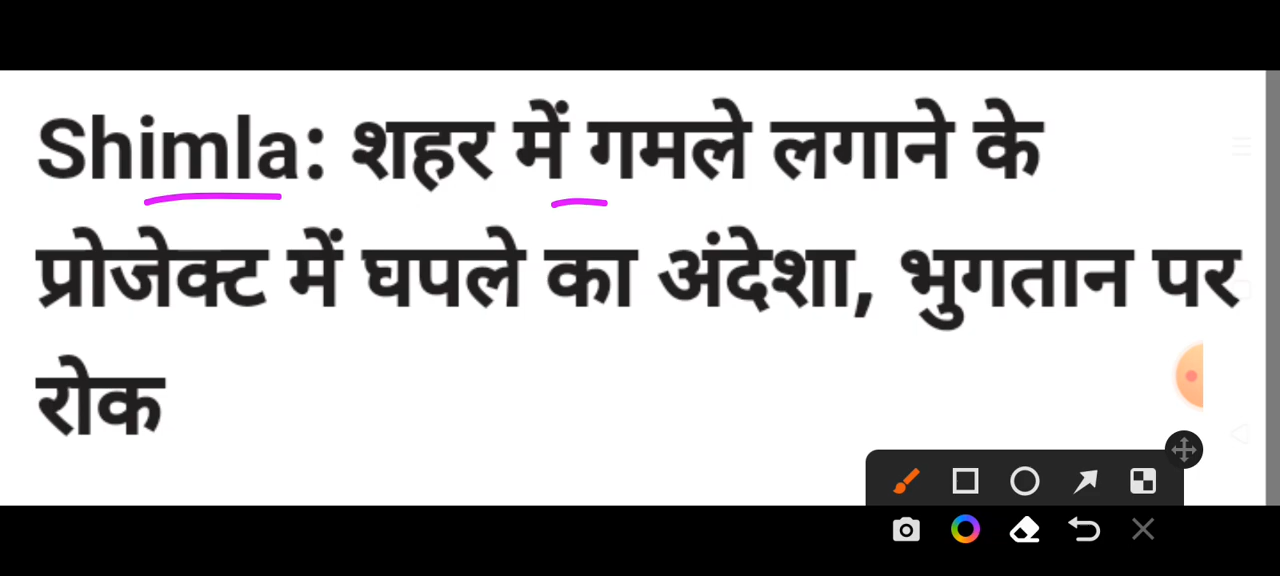 Shimla: शहर में गमले लगाने के
प्रोजेक्ट में घपले का अंदेशा, भुगतान पर
रोक